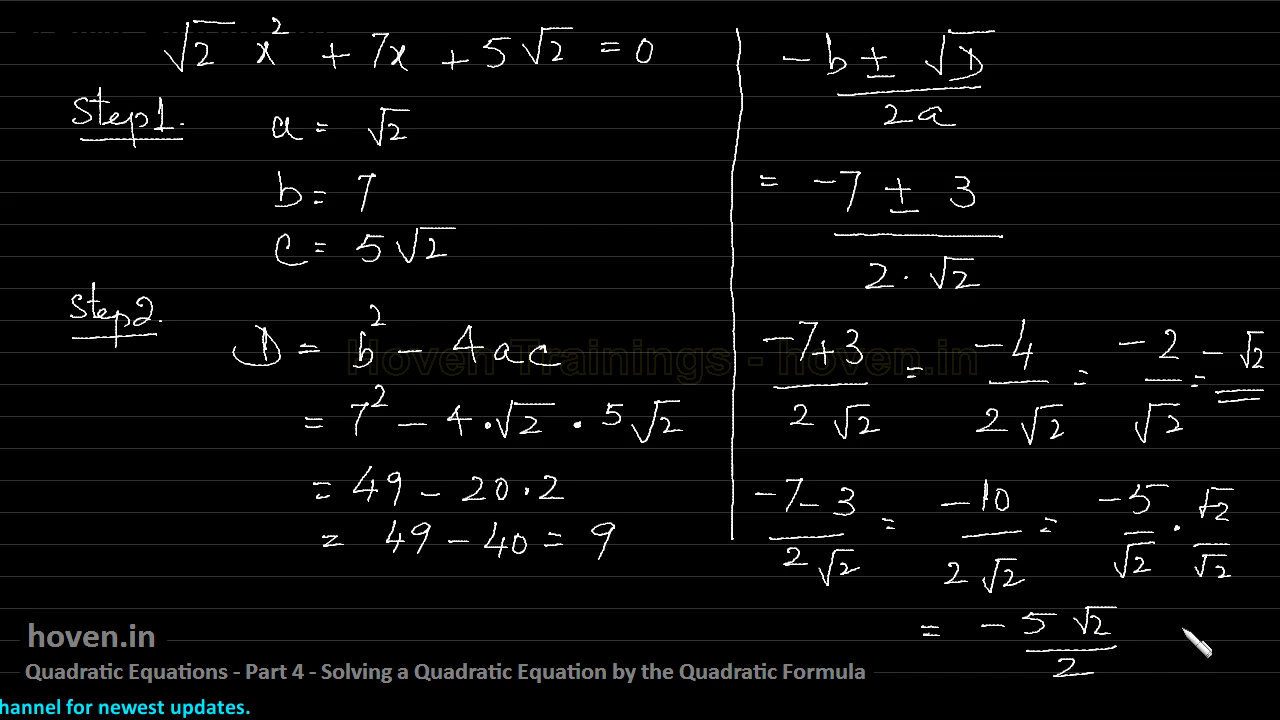 √2 x² + 7x + 5√2 = 0
Step1. a = √2
b = 7
c = 5√2
Step2.
D = b² - 4ac
= 7² - 4·√2 · 5√2
= 49 - 20·2
= 49 - 40 = 9
-b ± √D
2a
= -7 ± 3
2·√2
-7+3 = -4 = -2 = -√2
2√2 2√2 √2
-7-3 = -10 = -5 · √2
2√2 2√2 √2 √2
= -5√2
2
Hoven Trainings - hoven.in
hoven.in
Quadratic Equations - Part 4 - Solving a Quadratic Equation by the Quadratic Formula
hannel for newest updates.